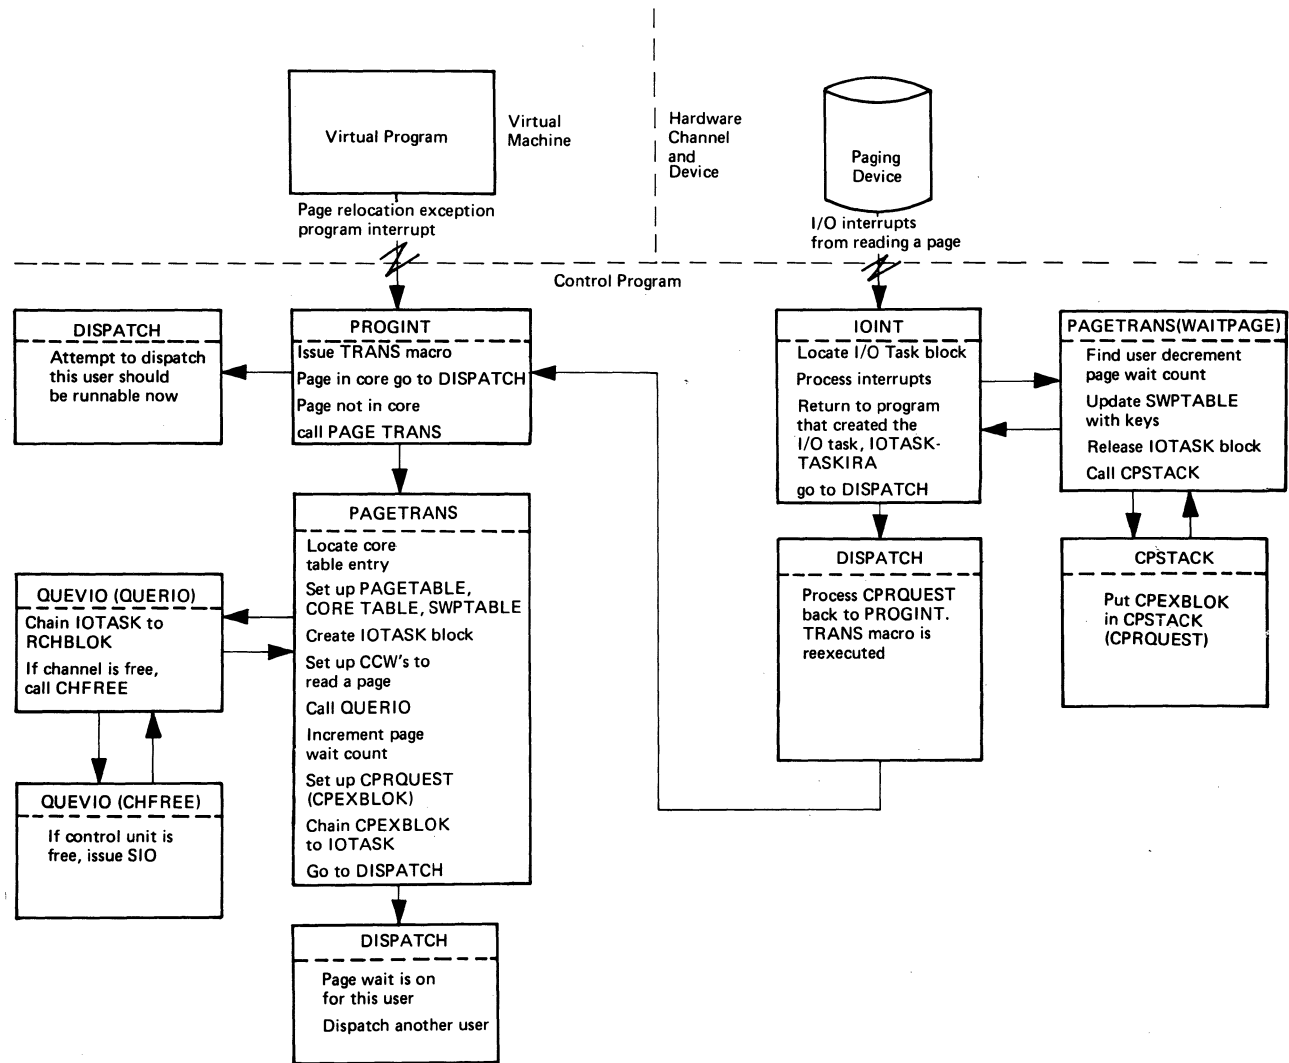 Virtual Program
Virtual
Machine
Hardware
Channel
and
Device
Paging
Device
Page relocation exception
program interrupt
I/O interrupts
from reading a page
Control Program
DISPATCH
Attempt to dispatch
this user should
be runnable now
PROGINT
Issue TRANS macro
Page in core go to DISPATCH
Page not in core
call PAGE TRANS
IOINT
Locate I/O Task block
Process interrupts
Return to program
that created the
I/O task, IOTASK-
TASKIRA
go to DISPATCH
PAGETRANS(WAITPAGE)
Find user decrement
page wait count
Update SWPTABLE
with keys
Release IOTASK block
Call CPSTACK
PAGETRANS
Locate core
table entry
Set up PAGETABLE,
CORE TABLE, SWPTABLE
Create IOTASK block
Set up CCW's to
read a page
Call QUERIO
Increment page
wait count
Set up CPRQUEST
(CPEXBLOK)
Chain CPEXBLOK
to IOTASK
Go to DISPATCH
QUEVIO (QUERIO)
Chain IOTASK to
RCHBLOK
If channel is free,
call CHFREE
QUEVIO (CHFREE)
If control unit is
free, issue SIO
DISPATCH
Process CPRQUEST
back to PROGINT.
TRANS macro is
reexecuted
CPSTACK
Put CPEXBLOK
in CPSTACK
(CPRQUEST)
DISPATCH
Page wait is on
for this user
Dispatch another user